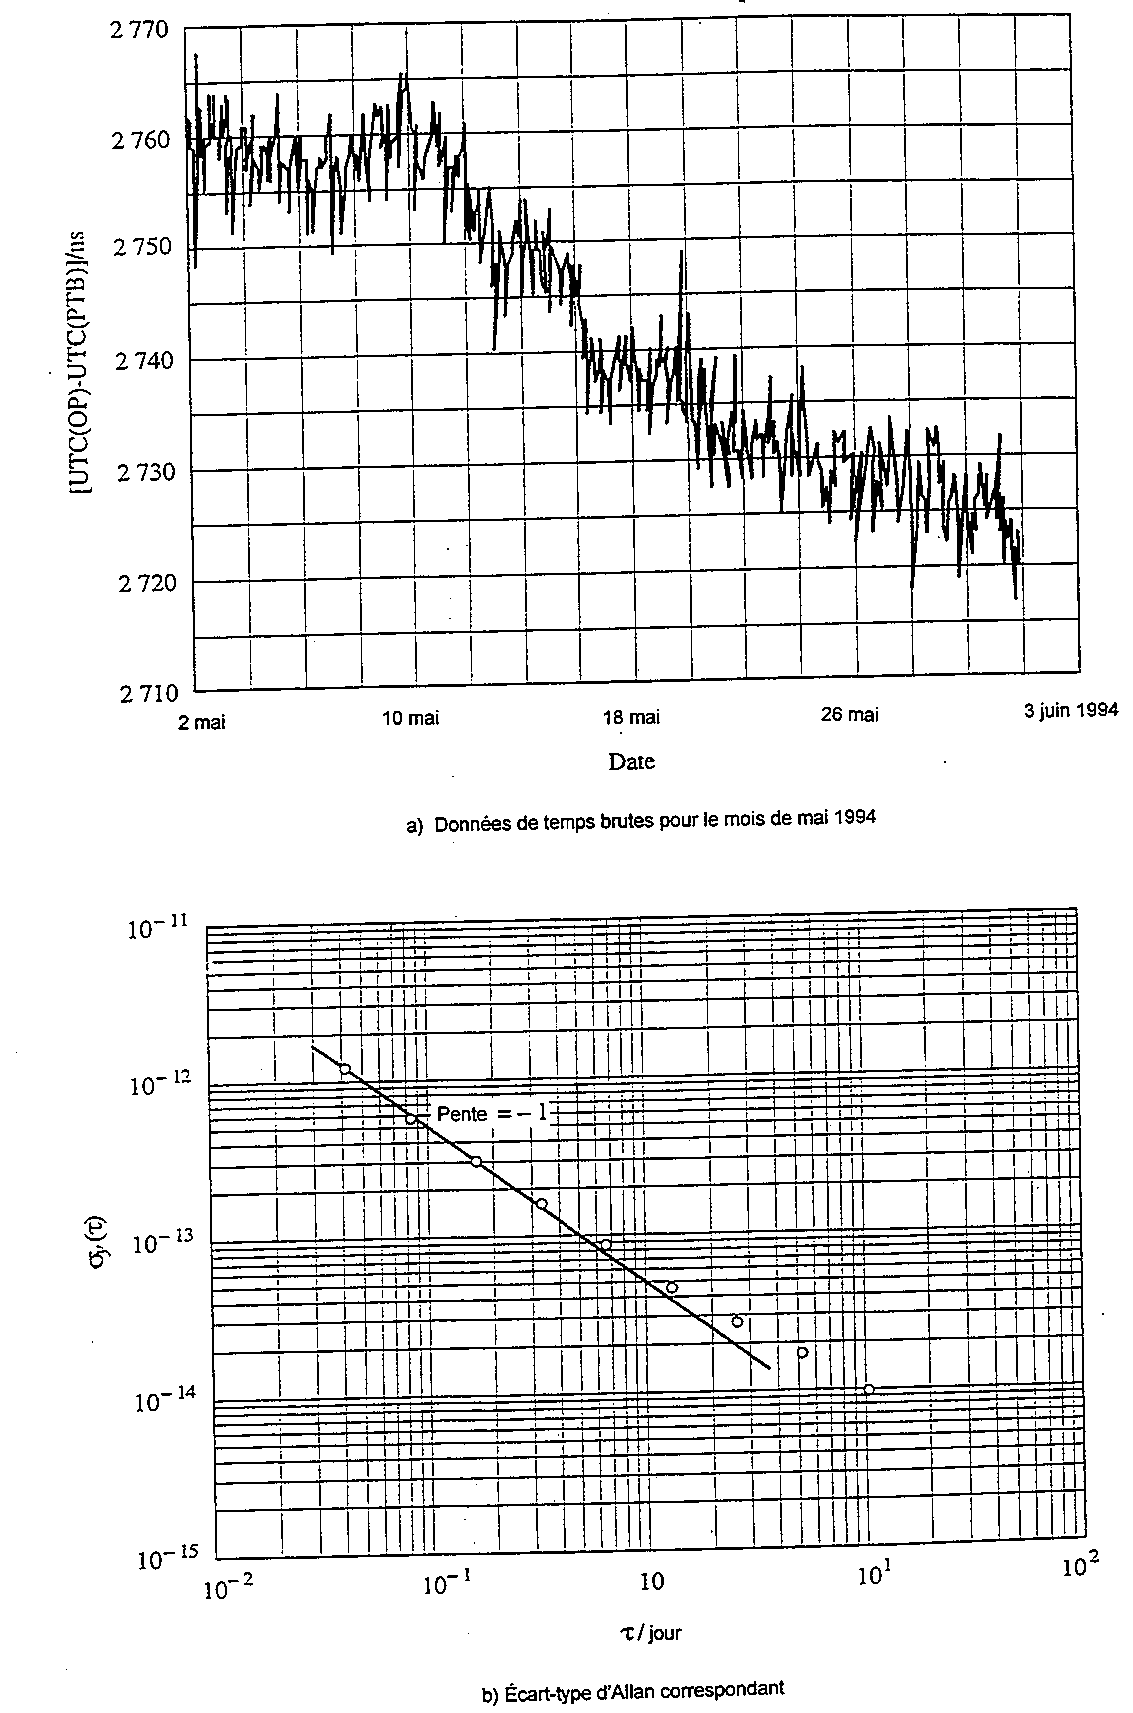 2 770
2 760
2 750
2 740
2 730
2 720
2 710
[UTC(OP)-UTC(PTB)]/ns
2 mai 10 mai 18 mai 26 mai 3 juin 1994
Date
a) Données de temps brutes pour le mois de mai 1994
10⁻¹¹
10⁻¹²
10⁻¹³
10⁻¹⁴
10⁻¹⁵
Pente = – 1
σy(τ)
10⁻² 10⁻¹ 10 10¹ 10²
τ / jour
b) Écart-type d'Allan correspondant